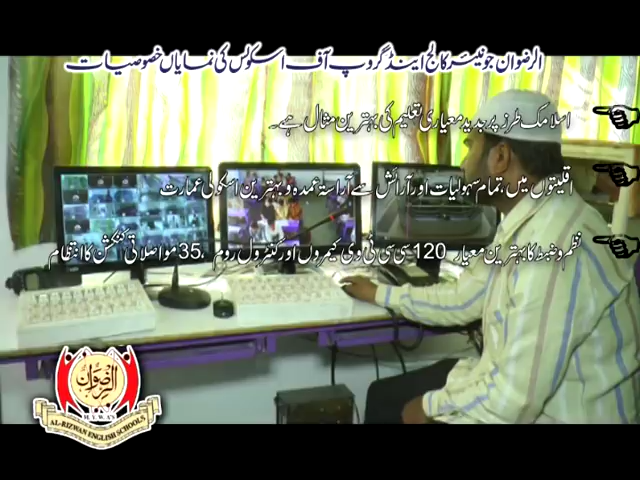 الرضوان جونیئر کالج اینڈ گروپ آف اسکولس کی نمایاں خصوصیات
اسلامک طرز پر جدید معیاری تعلیم کی بہترین مثال ہے۔
اقلیتوں میں تمام سہولیات اور آرائش سے آراستہ عمدہ و بہترین اسکولی عمارت
نظم و ضبط کا بہترین معیار 120 سی سی ٹی وی کیمروں اور کنٹرول روم ، 35 مواصلاتی کنکشن کا انتظام
الرضوان
AL-RIZWAN ENGLISH SCHOOLS